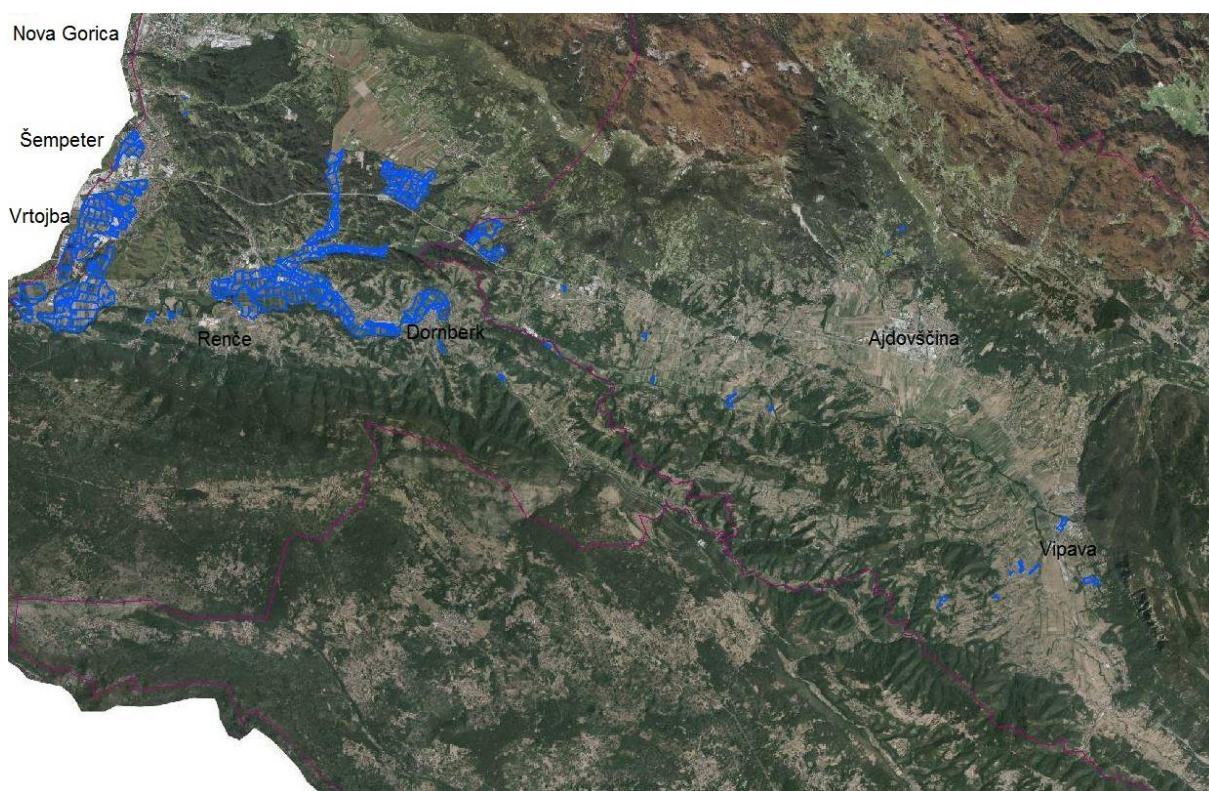 Nova Gorica
Šempeter
Vrtojba
Renče
Dornberk
Ajdovščina
Vipava